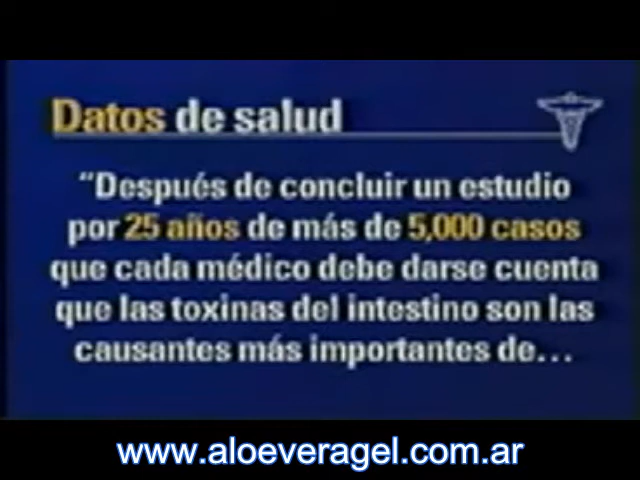 Datos de salud
“Después de concluir un estudio
por 25 años de más de 5,000 casos
que cada médico debe darse cuenta
que las toxinas del intestino son las
causantes más importantes de...
www.aloeveragel.com.ar